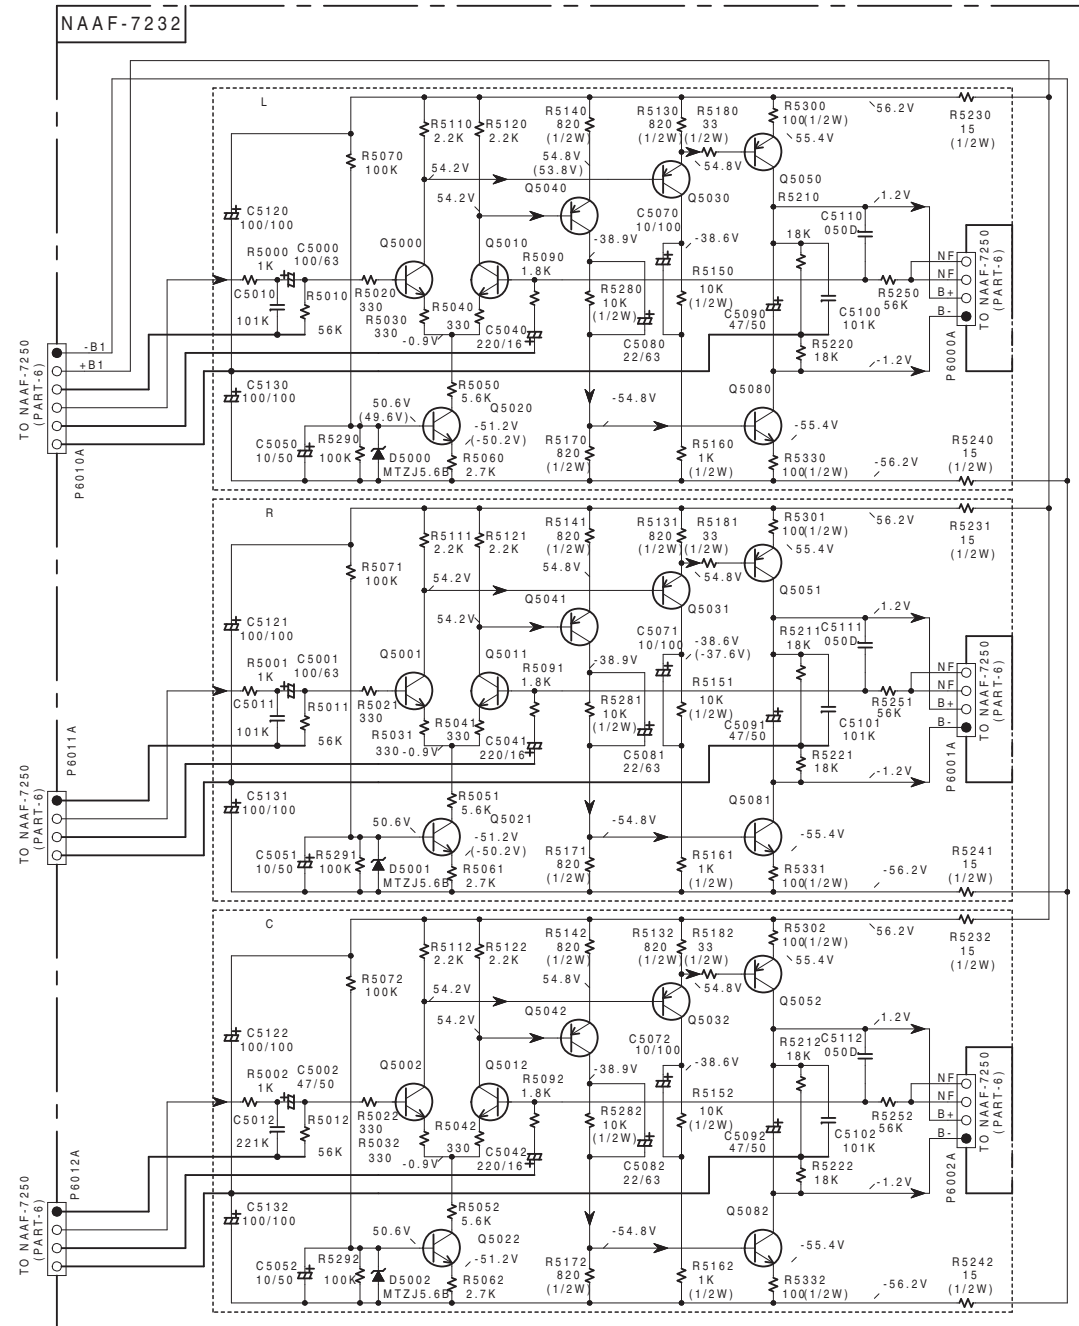 NAAF-7232
L
R5110
2.2K
R5120
2.2K
R5140
820
(1/2W)
R5130
820
(1/2W)
R5180
33
(1/2W)
R5300
100(1/2W)
56.2V
R5230
15
(1/2W)
55.4V
R5070
100K
54.2V
54.8V
(53.8V)
54.8V
Q5050
54.2V
Q5040
Q5030
R5210
1.2V
C5120
100/100
C5070
10/100
C5110
050D
R5000
1K
C5000
100/63
Q5000
Q5010
-38.9V
-38.6V
18K
R5090
1.8K
C5010
R5010
R5020
330
R5040
330
R5280
10K
(1/2W)
R5150
10K
(1/2W)
R5250
56K
NF
NF
B+
B-
TO NAAF-7250
(PART-6)
P6000A
101K
56K
R5030
330
-0.9V
C5040
220/16
C5080
22/63
C5090
47/50
C5100
101K
R5220
18K
-B1
+B1
TO NAAF-7250
(PART-6)
P6010A
C5130
100/100
R5050
5.6K
Q5080
-1.2V
50.6V
(49.6V)
Q5020
-54.8V
-51.2V
(-50.2V)
-55.4V
C5050
10/50
R5290
100K
D5000
MTZJ5.6B
R5060
2.7K
R5170
820
(1/2W)
R5160
1K
(1/2W)
R5330
100(1/2W)
-56.2V
R5240
15
(1/2W)
R
R5111
2.2K
R5121
2.2K
R5141
820
(1/2W)
R5131
820
(1/2W)
R5181
33
(1/2W)
R5301
100(1/2W)
56.2V
R5231
15
(1/2W)
55.4V
R5071
100K
54.2V
54.8V
54.8V
Q5051
54.2V
Q5041
Q5031
1.2V
C5121
100/100
C5071
10/100
R5211
18K
C5111
050D
R5001
1K
C5001
100/63
Q5001
Q5011
-38.9V
-38.6V
(-37.6V)
R5091
1.8K
C5011
R5011
R5021
330
R5041
330
R5281
10K
(1/2W)
R5151
10K
(1/2W)
R5251
56K
NF
NF
B+
B-
TO NAAF-7250
(PART-6)
P6001A
101K
56K
R5031
330
-0.9V
C5041
220/16
C5081
22/63
C5091
47/50
C5101
101K
R5221
18K
P6011A
TO NAAF-7250
(PART-6)
C5131
100/100
R5051
5.6K
Q5081
-1.2V
50.6V
Q5021
-54.8V
-51.2V
(-50.2V)
-55.4V
C5051
10/50
R5291
100K
D5001
MTZJ5.6B
R5061
2.7K
R5171
820
(1/2W)
R5161
1K
(1/2W)
R5331
100(1/2W)
-56.2V
R5241
15
(1/2W)
C
R5112
2.2K
R5122
2.2K
R5142
820
(1/2W)
R5132
820
(1/2W)
R5182
33
(1/2W)
R5302
100(1/2W)
56.2V
R5232
15
(1/2W)
55.4V
R5072
100K
54.2V
54.8V
54.8V
Q5052
54.2V
Q5042
Q5032
1.2V
C5122
100/100
C5072
10/100
R5212
18K
C5112
050D
R5002
1K
C5002
47/50
Q5002
Q5012
-38.9V
-38.6V
R5092
1.8K
C5012
R5012
R5022
330
R5042
330
R5282
10K
(1/2W)
R5152
10K
(1/2W)
R5252
56K
NF
NF
B+
B-
TO NAAF-7250
(PART-6)
P6002A
221K
56K
R5032
330
-0.9V
C5042
220/16
C5082
22/63
C5092
47/50
C5102
101K
R5222
18K
P6012A
TO NAAF-7250
(PART-6)
C5132
100/100
R5052
5.6K
Q5082
-1.2V
50.6V
Q5022
-54.8V
-51.2V
-55.4V
C5052
10/50
R5292
100K
D5002
MTZJ5.6B
R5062
2.7K
R5172
820
(1/2W)
R5162
1K
(1/2W)
R5332
100(1/2W)
-56.2V
R5242
15
(1/2W)